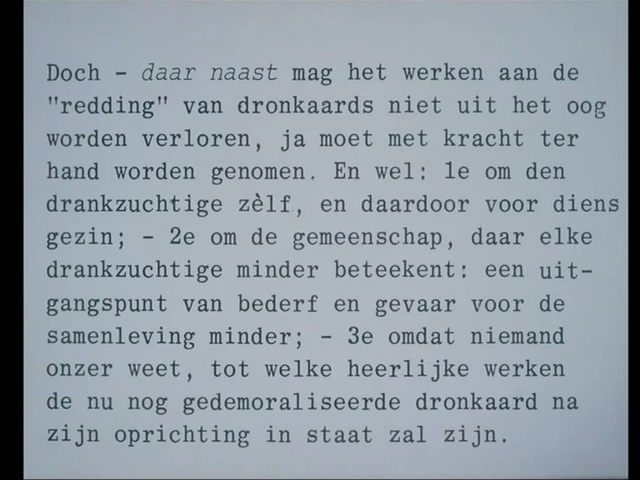 Doch - daar naast mag het werken aan de
"redding" van dronkaards niet uit het oog
worden verloren, ja moet met kracht ter
hand worden genomen. En wel: 1e om den
drankzuchtige zèlf, en daardoor voor diens
gezin; - 2e om de gemeenschap, daar elke
drankzuchtige minder beteekent: een uit-
gangspunt van bederf en gevaar voor de
samenleving minder; - 3e omdat niemand
onzer weet, tot welke heerlijke werken
de nu nog gedemoraliseerde dronkaard na
zijn oprichting in staat zal zijn.